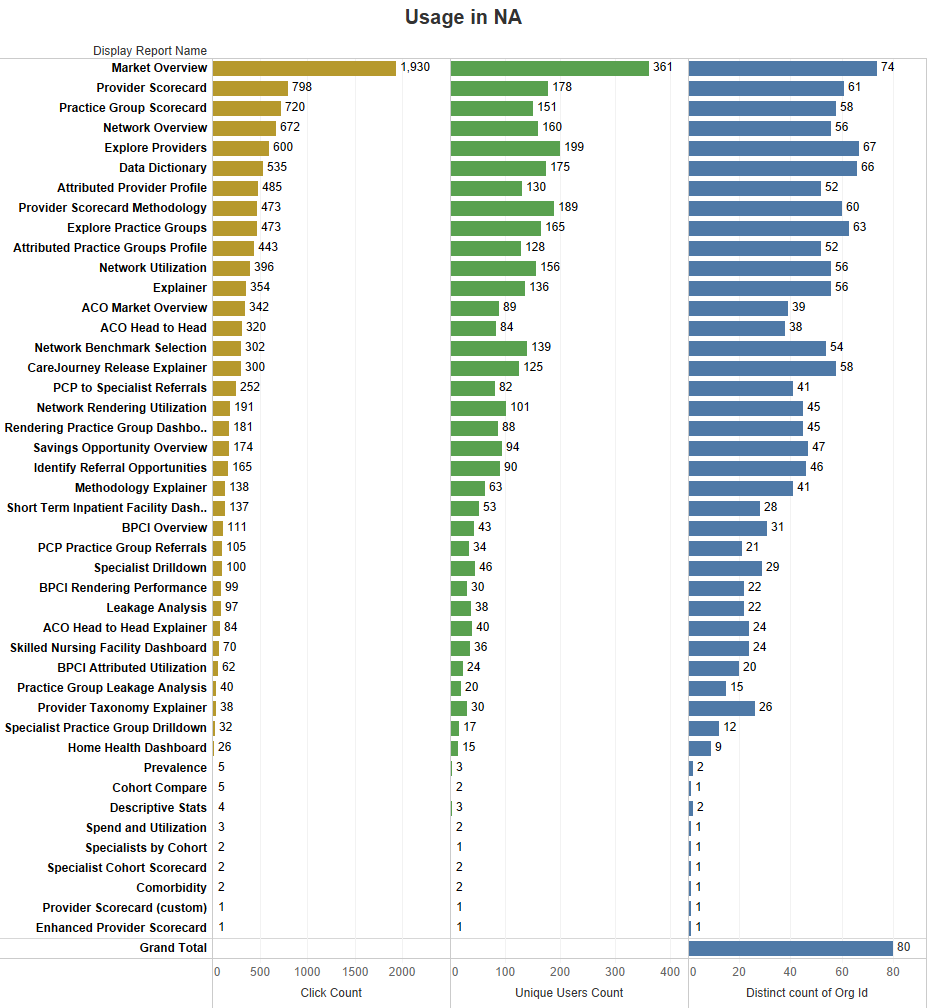 Usage in NA
Display Report Name
Market Overview 1,930 361 74
Provider Scorecard 798 178 61
Practice Group Scorecard 720 151 58
Network Overview 672 160 56
Explore Providers 600 199 67
Data Dictionary 535 175 66
Attributed Provider Profile 485 130 52
Provider Scorecard Methodology 473 189 60
Explore Practice Groups 473 165 63
Attributed Practice Groups Profile 443 128 52
Network Utilization 396 156 56
Explainer 354 136 56
ACO Market Overview 342 89 39
ACO Head to Head 320 84 38
Network Benchmark Selection 302 139 54
CareJourney Release Explainer 300 125 58
PCP to Specialist Referrals 252 82 41
Network Rendering Utilization 191 101 45
Rendering Practice Group Dashbo.. 181 88 45
Savings Opportunity Overview 174 94 47
Identify Referral Opportunities 165 90 46
Methodology Explainer 138 63 41
Short Term Inpatient Facility Dash.. 137 53 28
BPCI Overview 111 43 31
PCP Practice Group Referrals 105 34 21
Specialist Drilldown 100 46 29
BPCI Rendering Performance 99 30 22
Leakage Analysis 97 38 22
ACO Head to Head Explainer 84 40 24
Skilled Nursing Facility Dashboard 70 36 24
BPCI Attributed Utilization 62 24 20
Practice Group Leakage Analysis 40 20 15
Provider Taxonomy Explainer 38 30 26
Specialist Practice Group Drilldown 32 17 12
Home Health Dashboard 26 15 9
Prevalence 5 3 2
Cohort Compare 5 2 1
Descriptive Stats 4 3 2
Spend and Utilization 3 2 1
Specialists by Cohort 2 1 1
Specialist Cohort Scorecard 2 2 1
Comorbidity 2 2 1
Provider Scorecard (custom) 1 1 1
Enhanced Provider Scorecard 1 1 1
Grand Total 80
0 500 1000 1500 2000 0 100 200 300 400 0 20 40 60 80
Click Count Unique Users Count Distinct count of Org Id